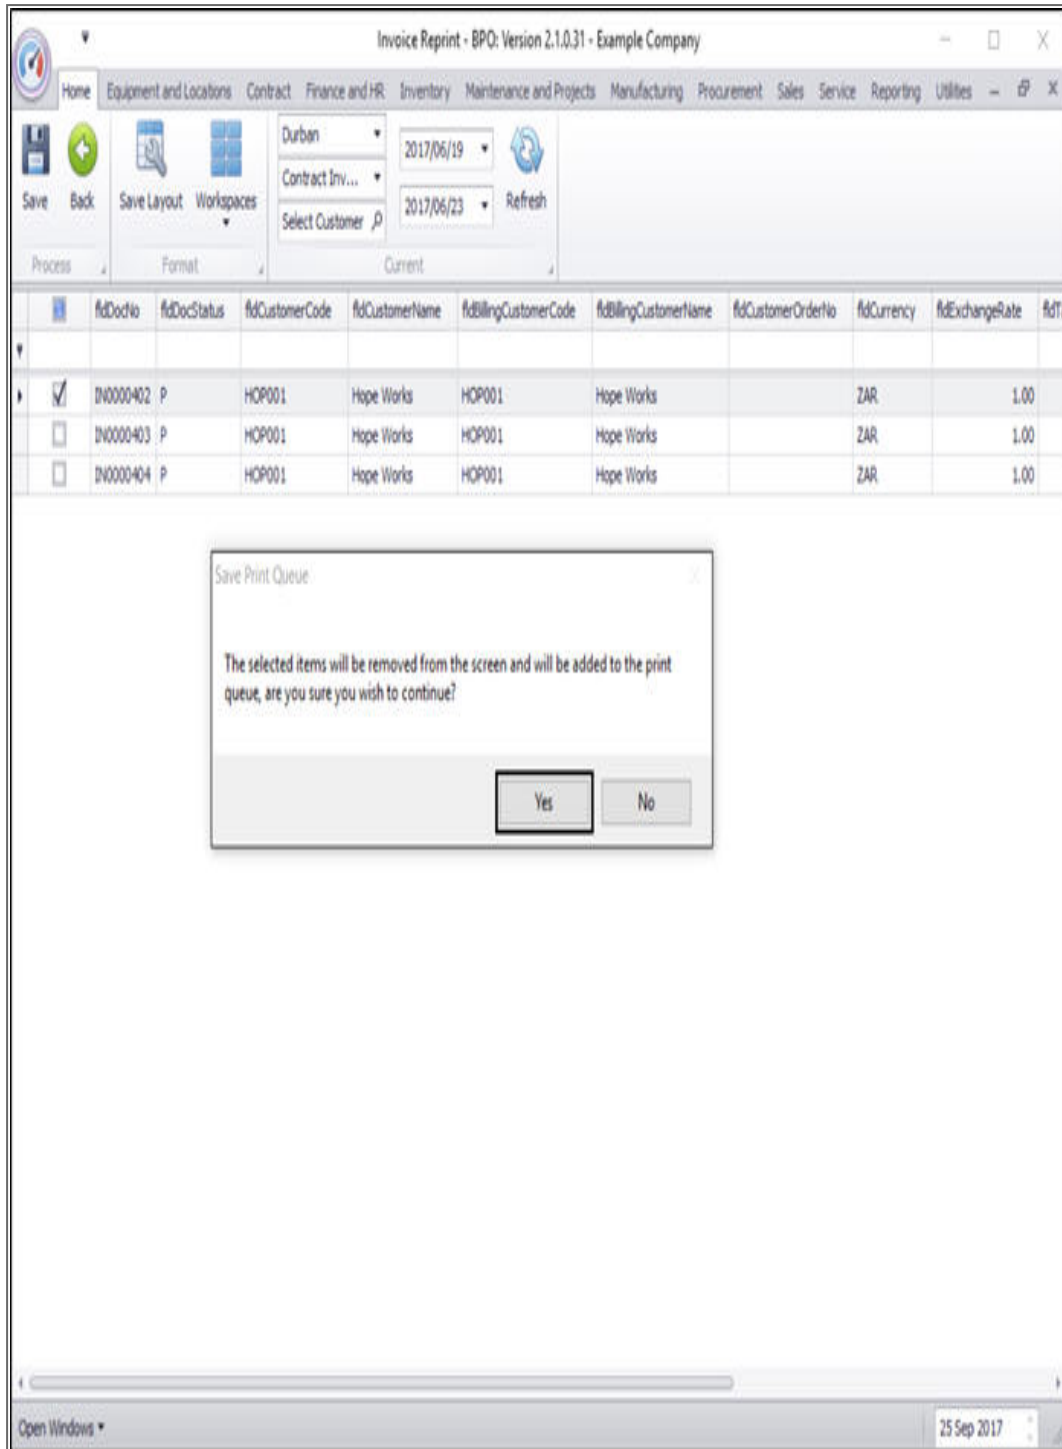 Invoice Reprint - BPO: Version 2.1.0.31 - Example Company
Home Equipment and Locations Contract Finance and HR Inventory Maintenance and Projects Manufacturing Procurement Sales Service Reporting Utilities
Durban
2017/06/19
Contract Inv...
Save Back Save Layout Workspaces 2017/06/23 Refresh
Select Customer
Process Format Current
fldDocNo fldDocStatus fldCustomerCode fldCustomerName fldBillingCustomerCode fldBillingCustomerName fldCustomerOrderNo fldCurrency fldExchangeRate fldT
IN0000402 P HOP001 Hope Works HOP001 Hope Works ZAR 1.00
IN0000403 P HOP001 Hope Works HOP001 Hope Works ZAR 1.00
IN0000404 P HOP001 Hope Works HOP001 Hope Works ZAR 1.00
Save Print Queue
The selected items will be removed from the screen and will be added to the print
queue, are you sure you wish to continue?
Yes No
Open Windows 25 Sep 2017